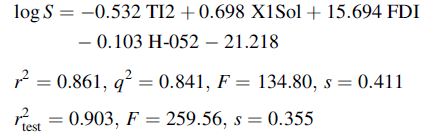 log S = −0.532 TI2 + 0.698 X1Sol + 15.694 FDI
− 0.103 H-052 − 21.218
r² = 0.861, q² = 0.841, F = 134.80, s = 0.411
r²test = 0.903, F = 259.56, s = 0.355